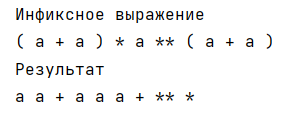 Инфиксное выражение
( a + a ) * a ** ( a + a )
Результат
a a + a a a + ** *